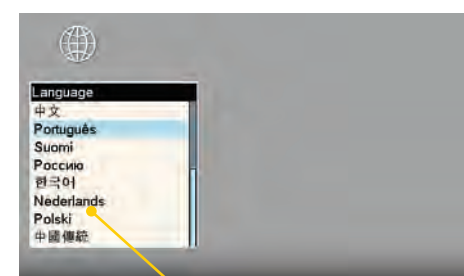 Language
中文
Português
Suomi
Россию
한국어
Nederlands
Polski
中國傳統